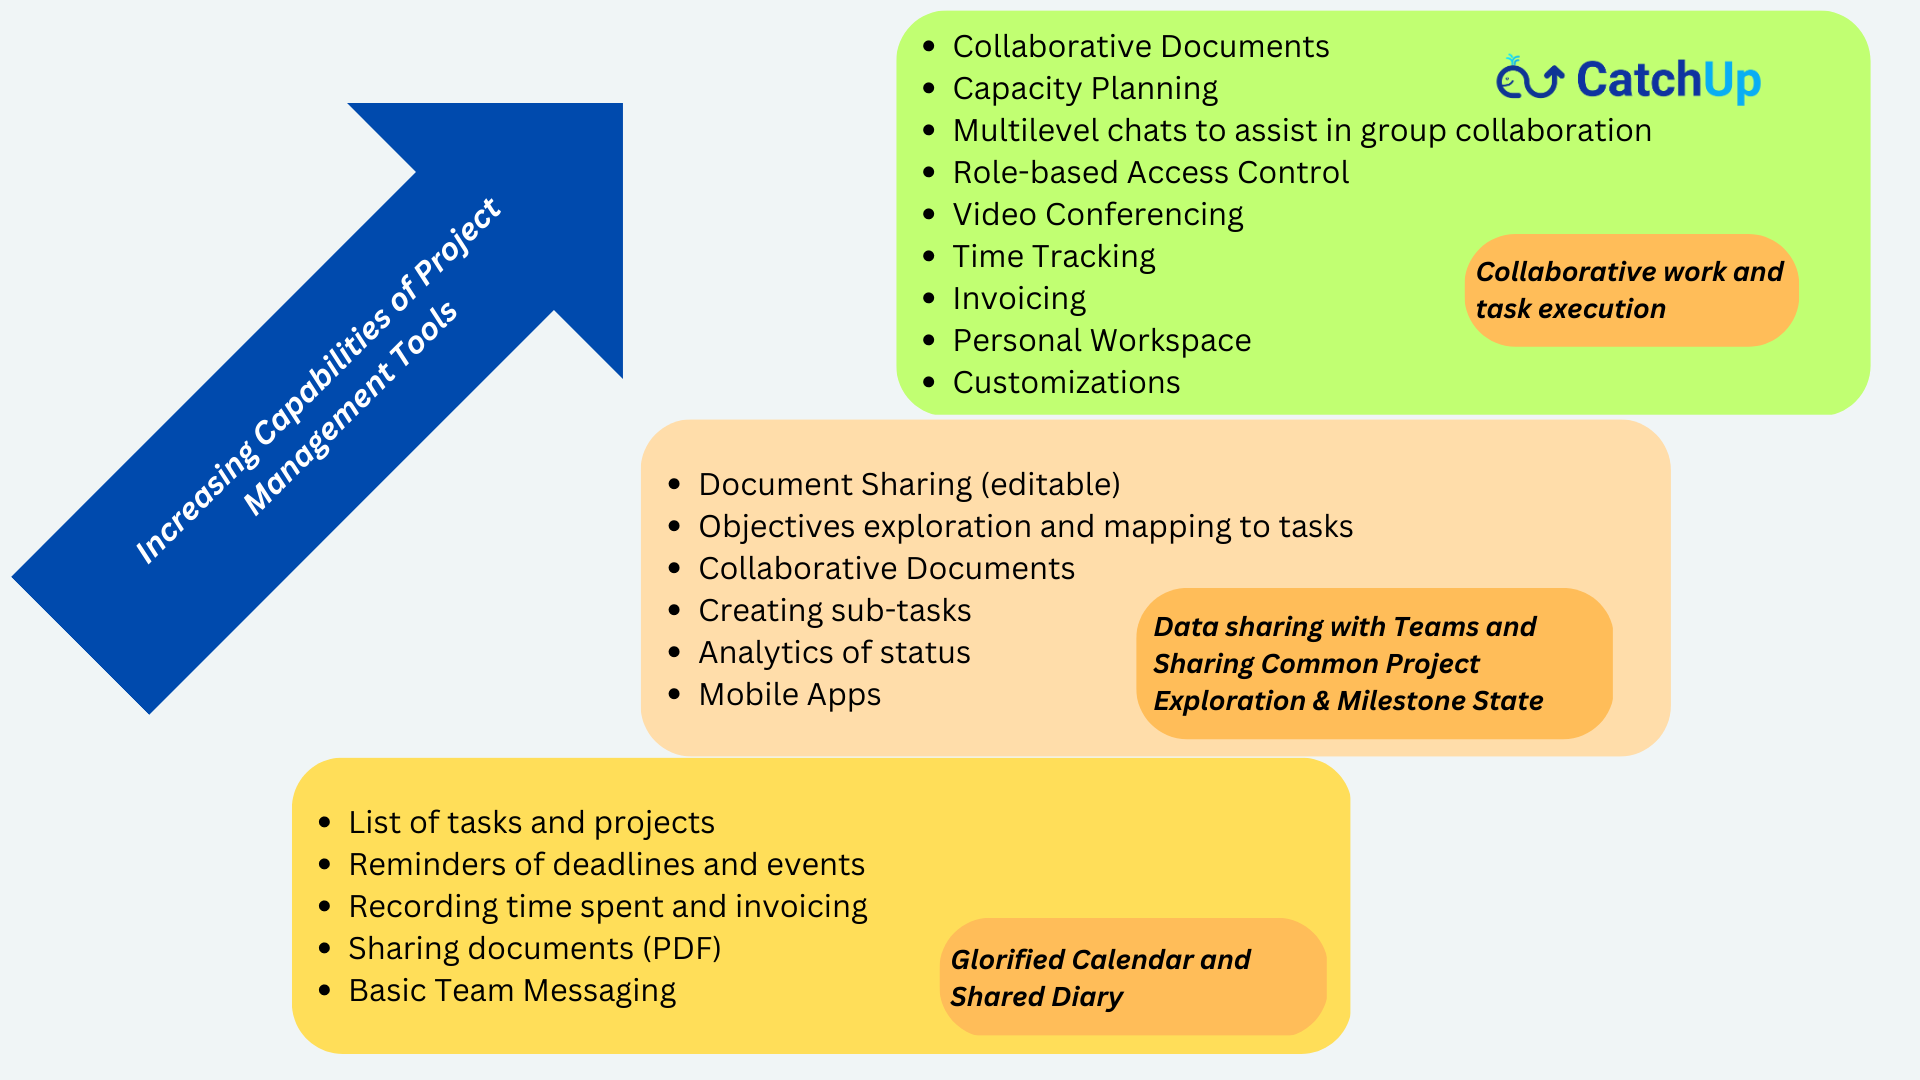 Increasing Capabilities of Project
Management Tools
CatchUp
• Collaborative Documents
• Capacity Planning
• Multilevel chats to assist in group collaboration
• Role-based Access Control
• Video Conferencing
• Time Tracking
• Invoicing
• Personal Workspace
• Customizations
Collaborative work and
task execution
• Document Sharing (editable)
• Objectives exploration and mapping to tasks
• Collaborative Documents
• Creating sub-tasks
• Analytics of status
• Mobile Apps
Data sharing with Teams and
Sharing Common Project
Exploration & Milestone State
• List of tasks and projects
• Reminders of deadlines and events
• Recording time spent and invoicing
• Sharing documents (PDF)
• Basic Team Messaging
Glorified Calendar and
Shared Diary